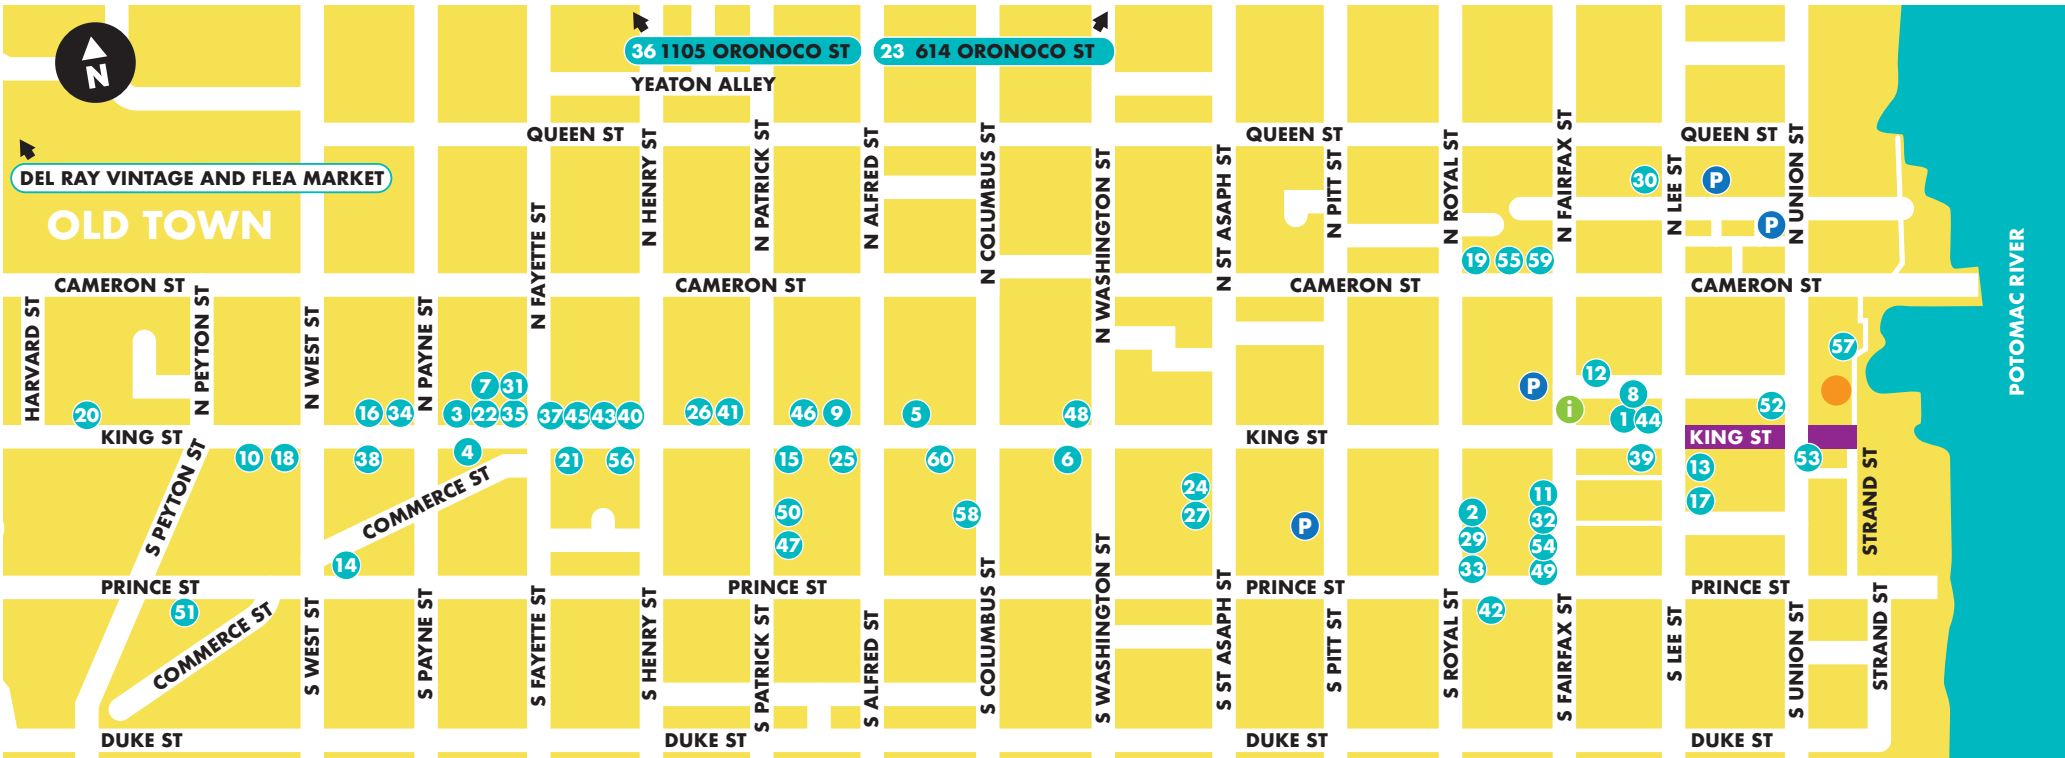 36 1105 ORONOCO ST
23 614 ORONOCO ST
N
YEATON ALLEY
QUEEN ST
QUEEN ST
QUEEN ST
DEL RAY VINTAGE AND FLEA MARKET
OLD TOWN
N HENRY ST
N PATRICK ST
N ALFRED ST
N COLUMBUS ST
N WASHINGTON ST
N ST ASAPH ST
N PITT ST
N ROYAL ST
N FAIRFAX ST
N LEE ST
N UNION ST
N FAYETTE ST
30
P
P
19
55
59
CAMERON ST
CAMERON ST
CAMERON ST
CAMERON ST
POTOMAC RIVER
HARVARD ST
N PEYTON ST
N WEST ST
N PAYNE ST
57
12
P
7
31
8
20
16
34
3
22
35
37
45
43
40
26
41
46
9
5
48
i
1
44
52
KING ST
KING ST
KING ST
10
18
38
4
21
56
15
25
60
6
39
13
53
S PEYTON ST
COMMERCE ST
24
27
11
17
2
32
50
58
P
29
54
47
33
49
14
STRAND ST
PRINCE ST
PRINCE ST
PRINCE ST
PRINCE ST
51
42
COMMERCE ST
S WEST ST
S PAYNE ST
S FAYETTE ST
S HENRY ST
S PATRICK ST
S ALFRED ST
S COLUMBUS ST
S WASHINGTON ST
S ST ASAPH ST
S PITT ST
S ROYAL ST
S FAIRFAX ST
S LEE ST
S UNION ST
STRAND ST
DUKE ST
DUKE ST
DUKE ST
DUKE ST